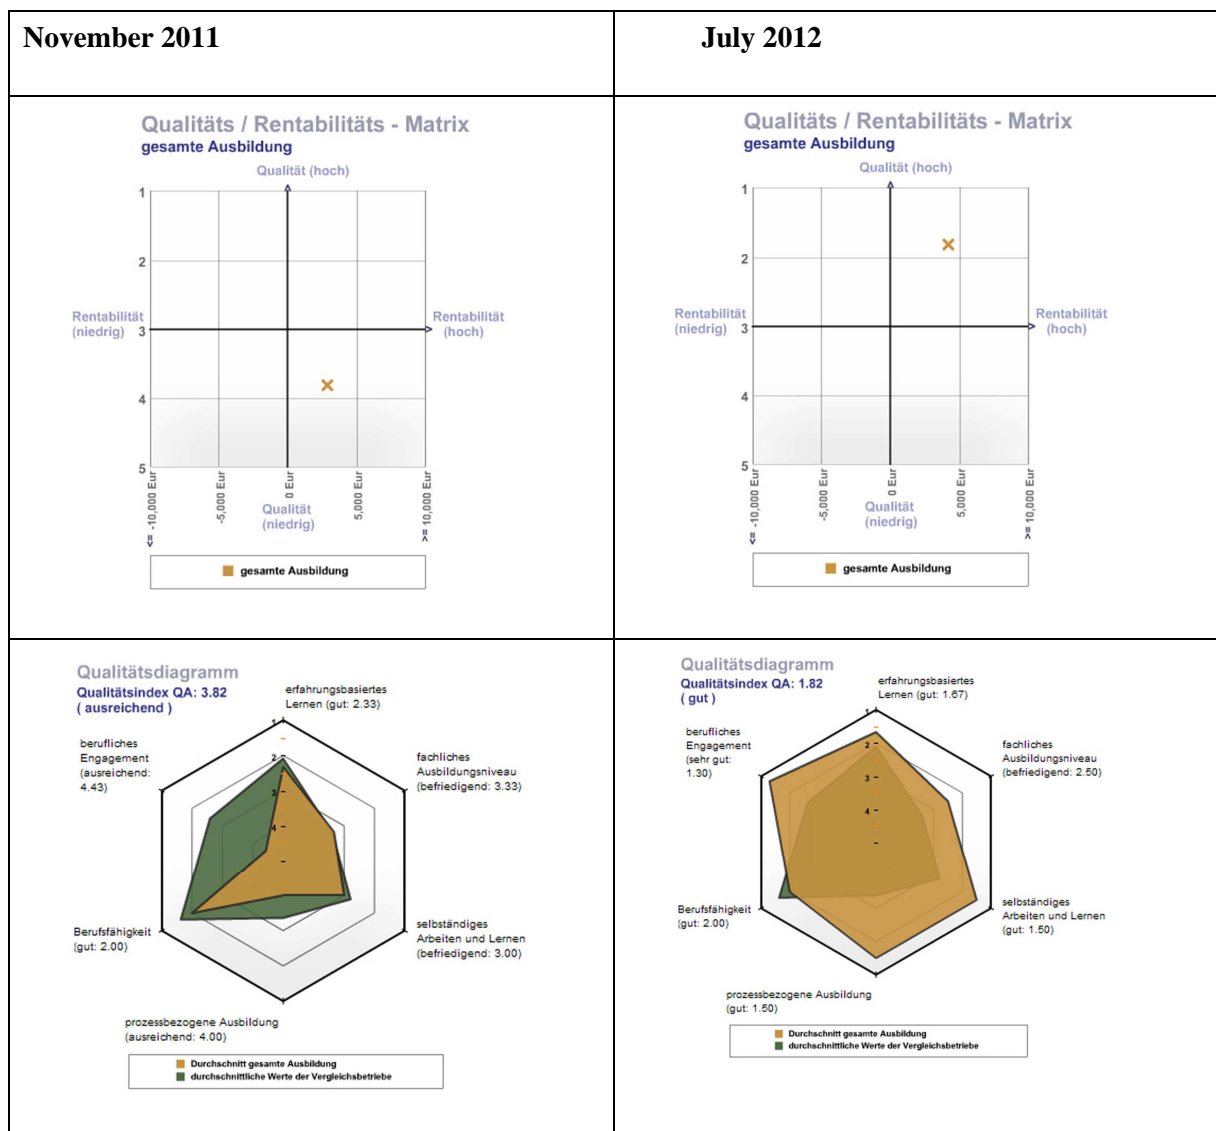 November 2011
July 2012
Qualitäts / Rentabilitäts - Matrix
gesamte Ausbildung
Qualität (hoch)
1
2
Rentabilität
(niedrig)
3
Rentabilität
(hoch)
4
5
<= -10,000 Eur
-5,000 Eur
0 Eur
5,000 Eur
>= 10,000 Eur
Qualität
(niedrig)
gesamte Ausbildung
Qualitäts / Rentabilitäts - Matrix
gesamte Ausbildung
Qualität (hoch)
1
2
Rentabilität
(niedrig)
3
Rentabilität
(hoch)
4
5
<= -10,000 Eur
-5,000 Eur
0 Eur
5,000 Eur
>= 10,000 Eur
Qualität
(niedrig)
gesamte Ausbildung
Qualitätsdiagramm
Qualitätsindex QA: 3.82
( ausreichend )
erfahrungsbasiertes
Lernen (gut: 2.33)
berufliches
Engagement
(ausreichend:
4.43)
fachliches
Ausbildungsniveau
(befriedigend: 3.33)
1
2
3
4
Berufsfähigkeit
(gut: 2.00)
selbständiges
Arbeiten und Lernen
(befriedigend: 3.00)
prozessbezogene Ausbildung
(ausreichend: 4.00)
Durchschnitt gesamte Ausbildung
durchschnittliche Werte der Vergleichsbetriebe
Qualitätsdiagramm
Qualitätsindex QA: 1.82
( gut )
erfahrungsbasiertes
Lernen (gut: 1.67)
berufliches
Engagement
(sehr gut:
1.30)
fachliches
Ausbildungsniveau
(befriedigend: 2.50)
1
2
3
4
Berufsfähigkeit
(gut: 2.00)
selbständiges
Arbeiten und Lernen
(gut: 1.50)
prozessbezogene Ausbildung
(gut: 1.50)
Durchschnitt gesamte Ausbildung
durchschnittliche Werte der Vergleichsbetriebe